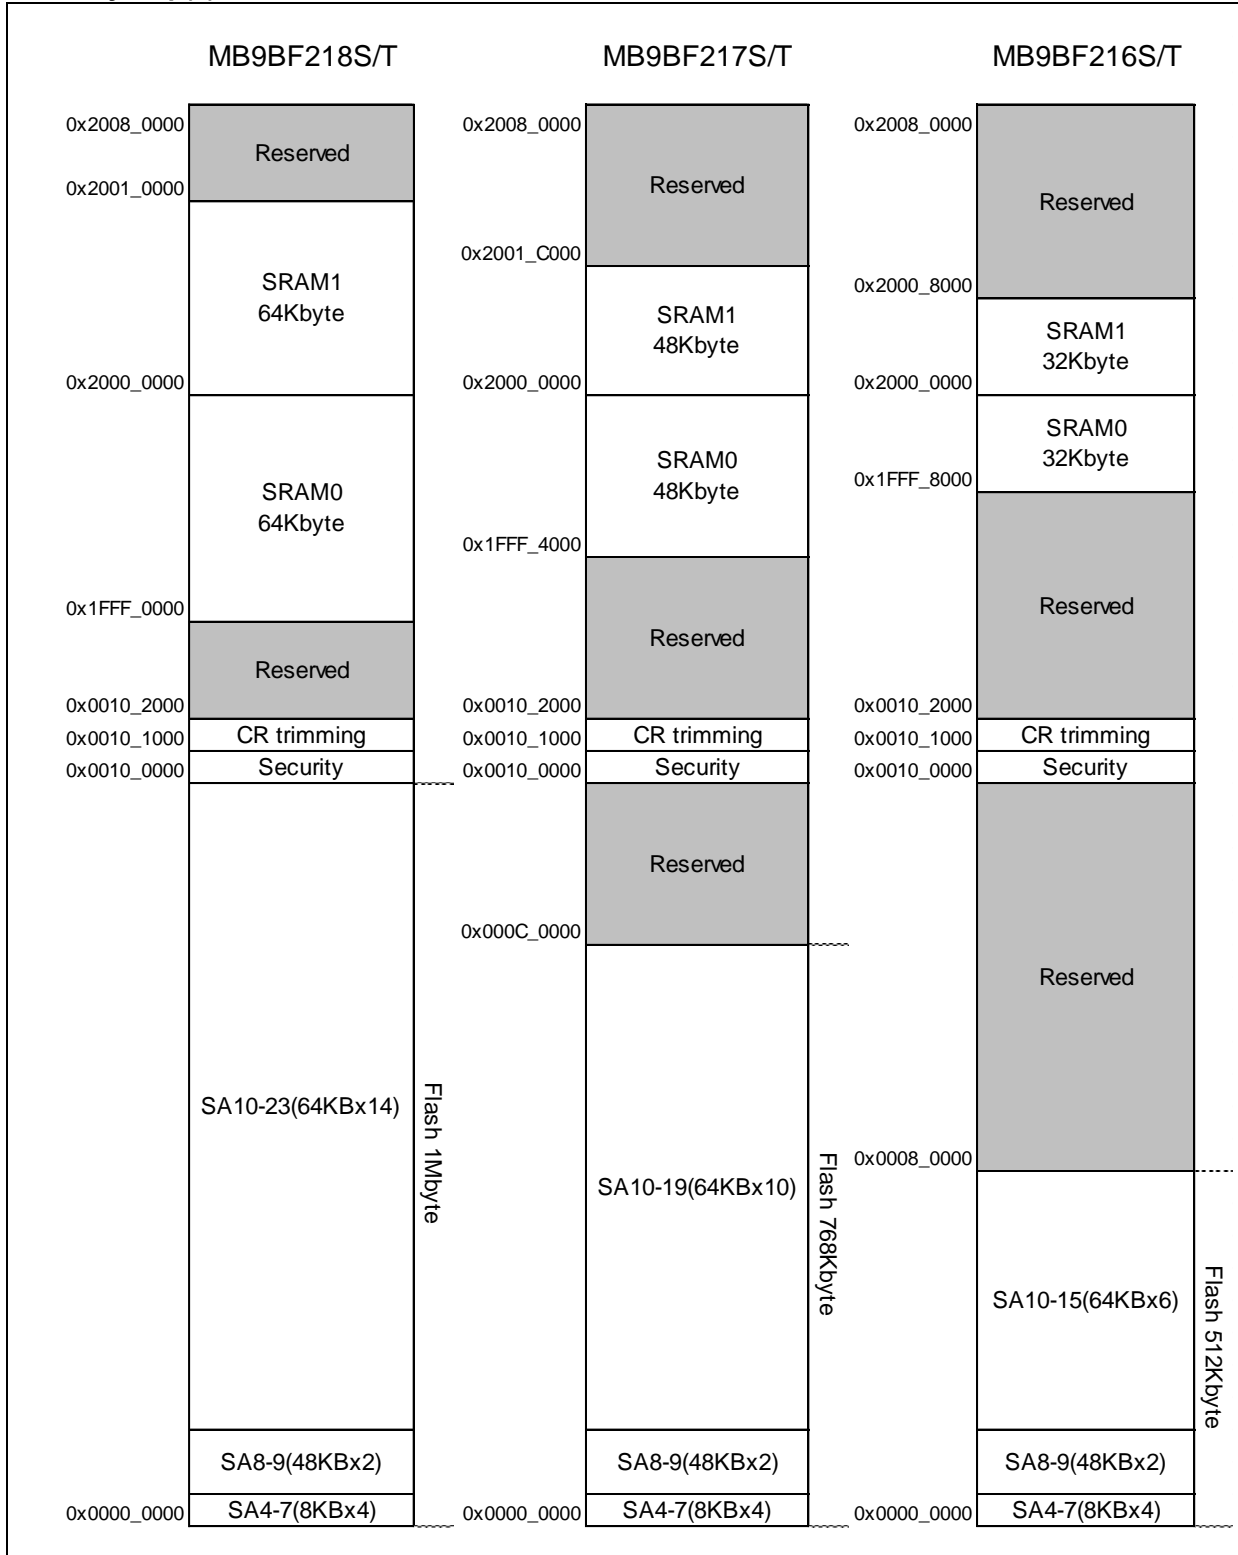 MB9BF218S/T
0x2008_0000
Reserved
0x2001_0000
SRAM1
64Kbyte
0x2000_0000
SRAM0
64Kbyte
0x1FFF_0000
Reserved
0x0010_2000
CR trimming
0x0010_1000
Security
0x0010_0000
SA10-23(64KBx14)
Flash 1Mbyte
SA8-9(48KBx2)
SA4-7(8KBx4)
0x0000_0000
MB9BF217S/T
0x2008_0000
Reserved
0x2001_C000
SRAM1
48Kbyte
0x2000_0000
SRAM0
48Kbyte
0x1FFF_4000
Reserved
0x0010_2000
CR trimming
0x0010_1000
Security
0x0010_0000
Reserved
0x000C_0000
SA10-19(64KBx10)
Flash 768Kbyte
SA8-9(48KBx2)
SA4-7(8KBx4)
0x0000_0000
MB9BF216S/T
0x2008_0000
Reserved
0x2000_8000
SRAM1
32Kbyte
0x2000_0000
SRAM0
32Kbyte
0x1FFF_8000
Reserved
0x0010_2000
CR trimming
0x0010_1000
Security
0x0010_0000
Reserved
0x0008_0000
SA10-15(64KBx6)
Flash 512Kbyte
SA8-9(48KBx2)
SA4-7(8KBx4)
0x0000_0000